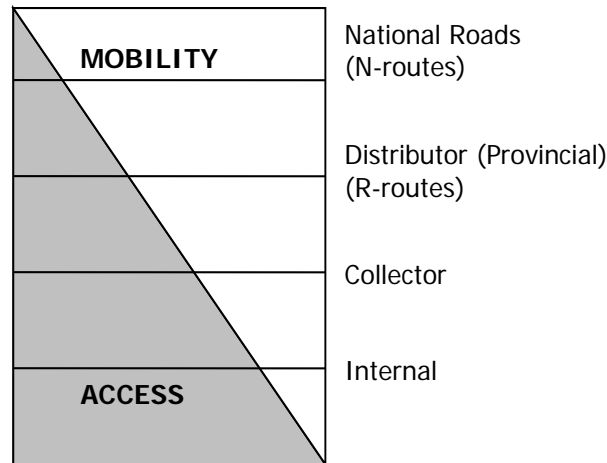 MOBILITY
National Roads
(N-routes)
Distributor (Provincial)
(R-routes)
Collector
Internal
ACCESS